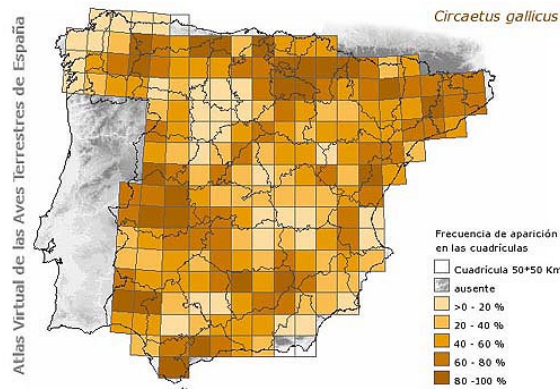 Circaetus gallicus
Atlas Virtual de las Aves Terrestres de España
Frecuencia de aparición
en las cuadrículas
Cuadrícula 50*50 Km
ausente
>0 - 20 %
20 - 40 %
40 - 60 %
60 - 80 %
80 -100 %